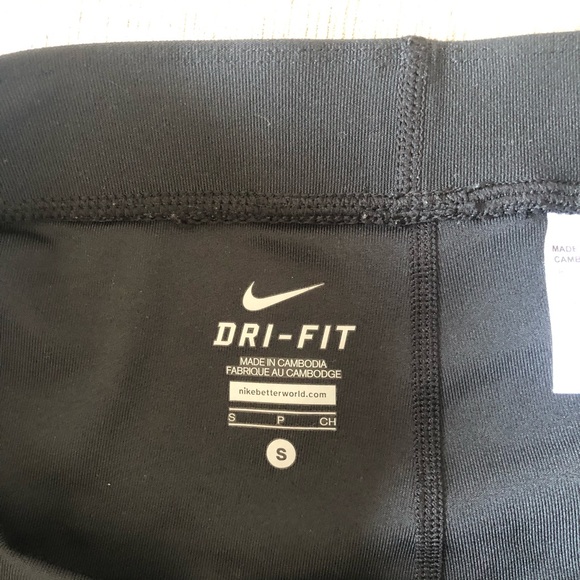 DRI-FIT
MADE IN CAMBODIA
FABRIQUE AU CAMBODGE
nikebetterworld.com
S P CH
S
MADE
CAMB